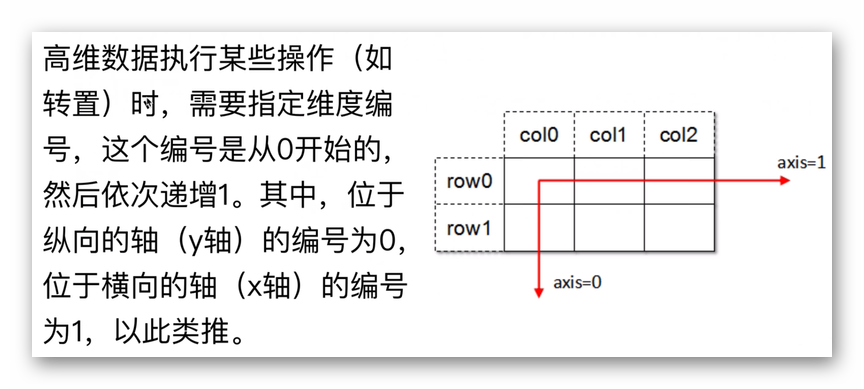 高维数据执行某些操作（如
转置）时，需要指定维度编
号，这个编号是从0开始的，
然后依次递增1。其中，位于
纵向的轴（y轴）的编号为0，
位于横向的轴（x轴）的编号
为1，以此类推。
col0 col1 col2
axis=1
row0
row1
axis=0